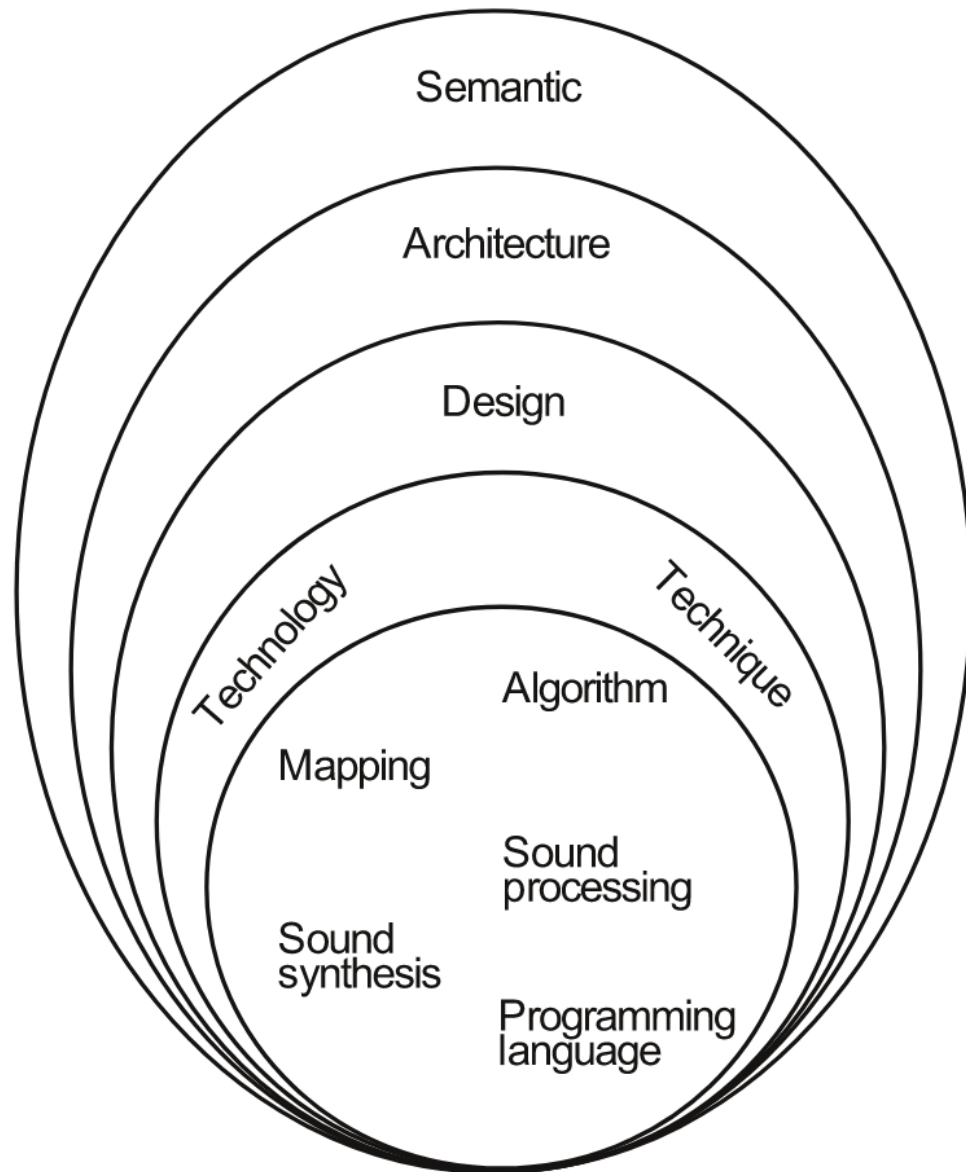 Semantic
Architecture
Design
Technology
Technique
Algorithm
Mapping
Sound
processing
Sound
synthesis
Programming
language